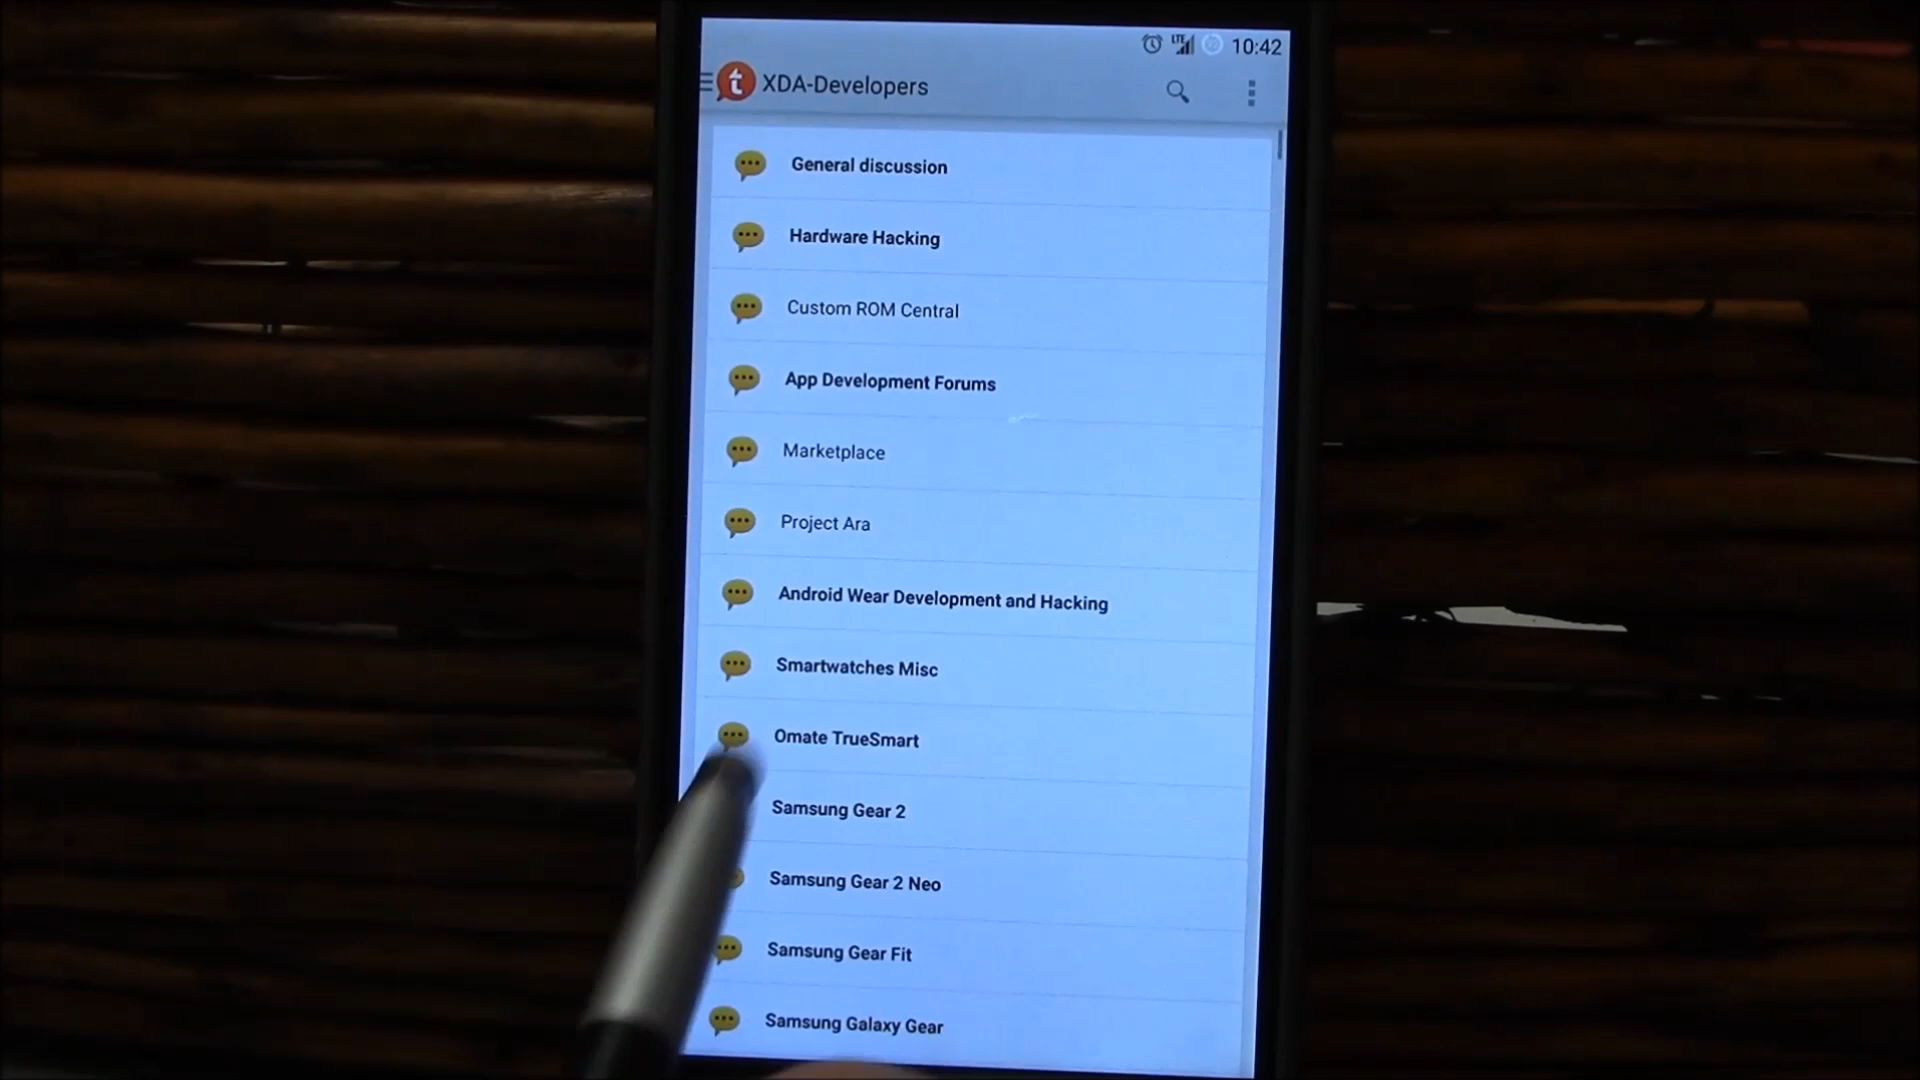 LTE 10:42
t XDA-Developers
General discussion
Hardware Hacking
Custom ROM Central
App Development Forums
Marketplace
Project Ara
Android Wear Development and Hacking
Smartwatches Misc
Omate TrueSmart
Samsung Gear 2
Samsung Gear 2 Neo
Samsung Gear Fit
Samsung Galaxy Gear